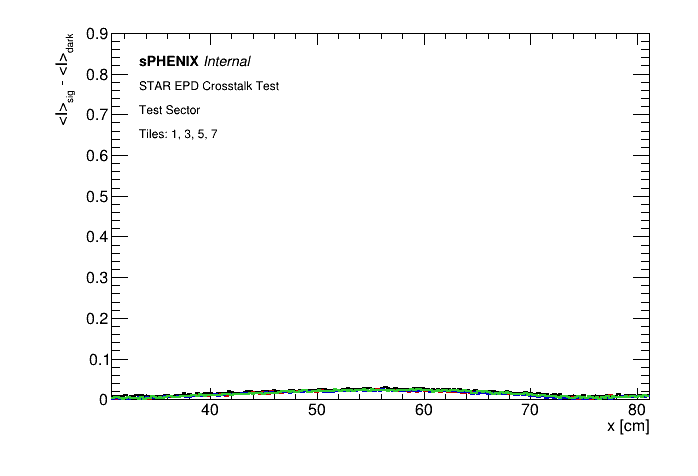 <I>sig - <I>dark
0.9
0.8
0.7
0.6
0.5
0.4
0.3
0.2
0.1
0
sPHENIX Internal
STAR EPD Crosstalk Test
Test Sector
Tiles: 1, 3, 5, 7
40 50 60 70 80
x [cm]